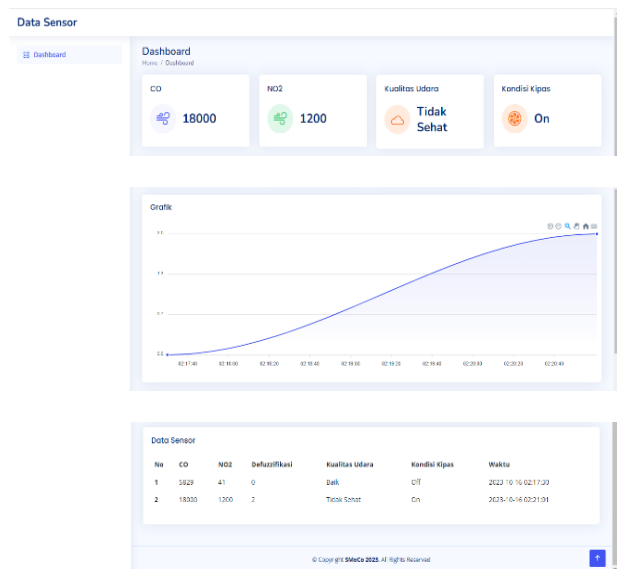 Data Sensor
Dashboard
Dashboard
Home / Dashboard
CO
18000
NO2
1200
Kualitas Udara
Tidak
Sehat
Kondisi Kipas
On
Grafik
02:17:40 02:18:00 02:18:20 02:18:40 02:19:00 02:19:20 02:19:40 02:20:00 02:20:20 02:20:40
Data Sensor
No CO NO2 Defuzzifikasi Kualitas Udara Kondisi Kipas Waktu
1 5829 41 0 Baik Off 2023-10-16 02:17:30
2 18000 1200 2 Tidak Sehat On 2023-10-16 02:21:01
© Copyright SMoCo 2023. All Rights Reserved